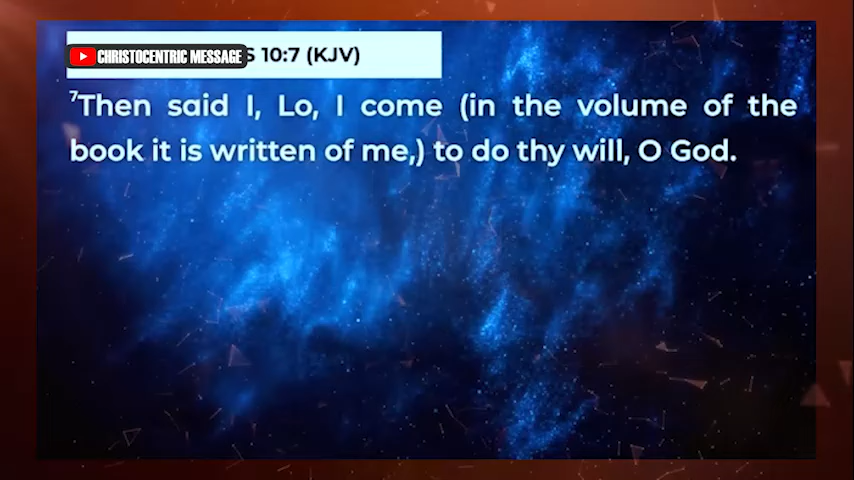 CHRISTOCENTRIC MESSAGE
S 10:7 (KJV)
7Then said I, Lo, I come (in the volume of the
book it is written of me,) to do thy will, O God.